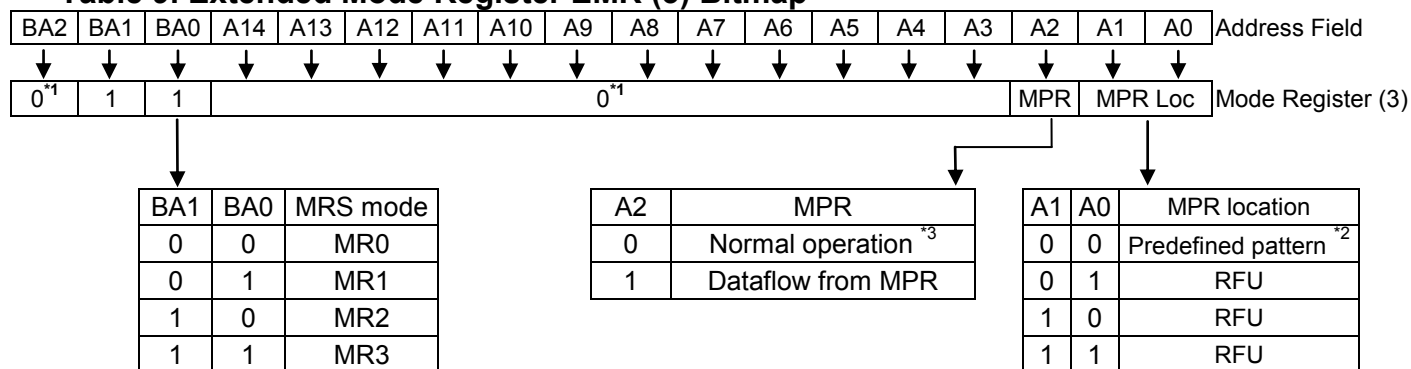 Table 9. Extended Mode Register EMR (3) Bitmap
BA2 BA1 BA0 A14 A13 A12 A11 A10 A9 A8 A7 A6 A5 A4 A3 A2 A1 A0 Address Field
0*1 1 1 0*1 MPR MPR Loc Mode Register (3)
BA1 BA0 MRS mode
0 0 MR0
0 1 MR1
1 0 MR2
1 1 MR3
A2 MPR
0 Normal operation *3
1 Dataflow from MPR
A1 A0 MPR location
0 0 Predefined pattern *2
0 1 RFU
1 0 RFU
1 1 RFU